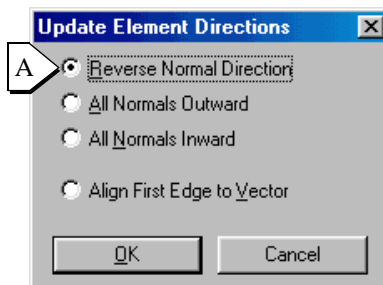 Update Element Directions
A
Reverse Normal Direction
All Normals Outward
All Normals Inward
Align First Edge to Vector
OK Cancel